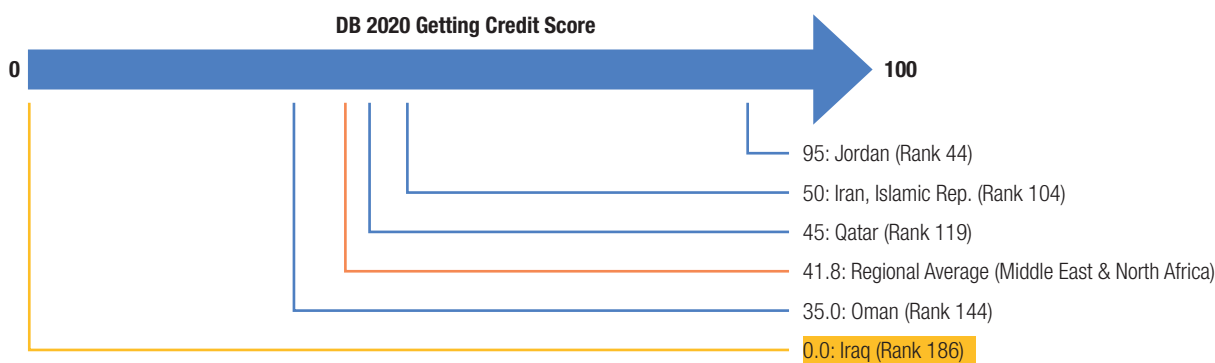 DB 2020 Getting Credit Score
0
100
95: Jordan (Rank 44)
50: Iran, Islamic Rep. (Rank 104)
45: Qatar (Rank 119)
41.8: Regional Average (Middle East & North Africa)
35.0: Oman (Rank 144)
0.0: Iraq (Rank 186)